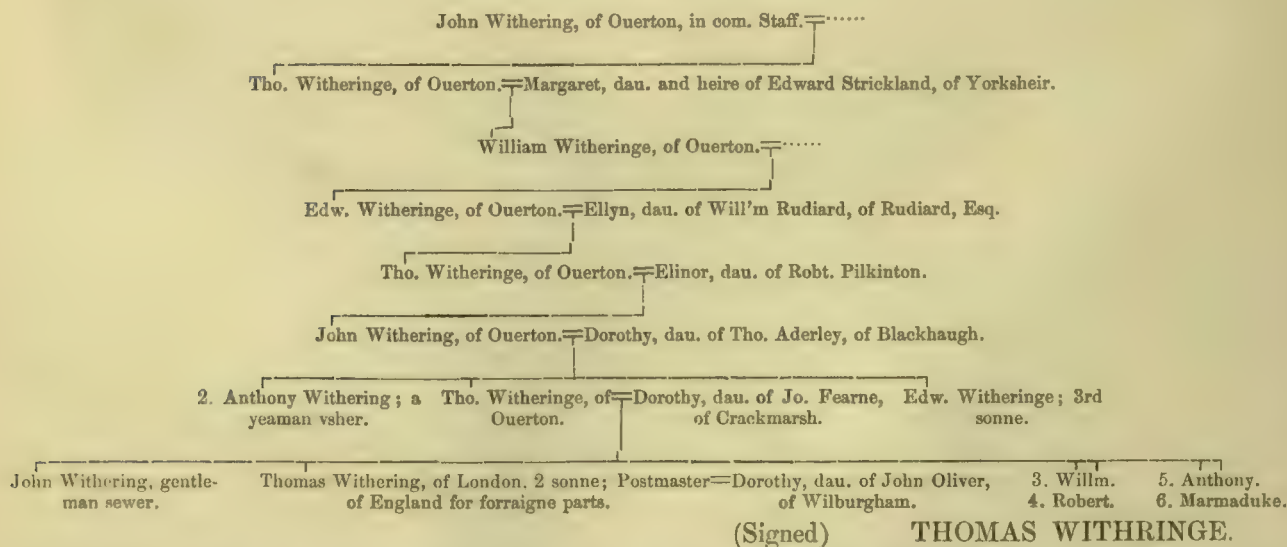 John Withering, of Ouerton, in com. Staff.=......
Tho. Witheringe, of Ouerton.=Margaret, dau. and heire of Edward Strickland, of Yorksheir.
William Witheringe, of Ouerton.=......
Edw. Witheringe, of Ouerton.=Ellyn, dau. of Will'm Rudiard, of Rudiard, Esq.
Tho. Witheringe, of Ouerton.=Elinor, dau. of Robt. Pilkinton.
John Withering, of Ouerton.=Dorothy, dau. of Tho. Aderley, of Blackhaugh.
2. Anthony Withering; a
yeaman vsher.
Tho. Witheringe, of
Ouerton.
=Dorothy, dau. of Jo. Fearne,
of Crackmarsh.
Edw. Witheringe; 3rd
sonne.
John Withering, gentle-
man sewer.
Thomas Withering, of London. 2 sonne; Postmaster
of England for forraigne parts.
=Dorothy, dau. of John Oliver,
of Wilburgham.
3. Willm.
4. Robert.
5. Anthony.
6. Marmaduke.
(Signed) THOMAS WITHRINGE.